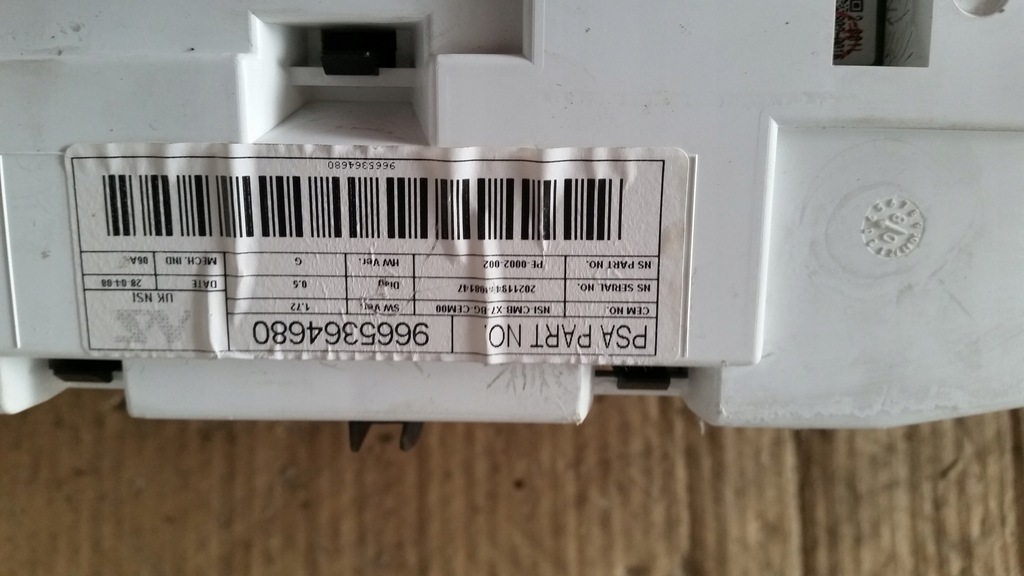 PSA PART NO. 9665364680
CEM NO. NSI-CMB-X7-BG-CEM00 SW Ver. 1.72 UK NSI
NS SERIAL NO. Diag 0.5 DATE 28-04-08
NS PART NO. PE-0002-002 HW Ver. G MECH. IND 06A
9665364680